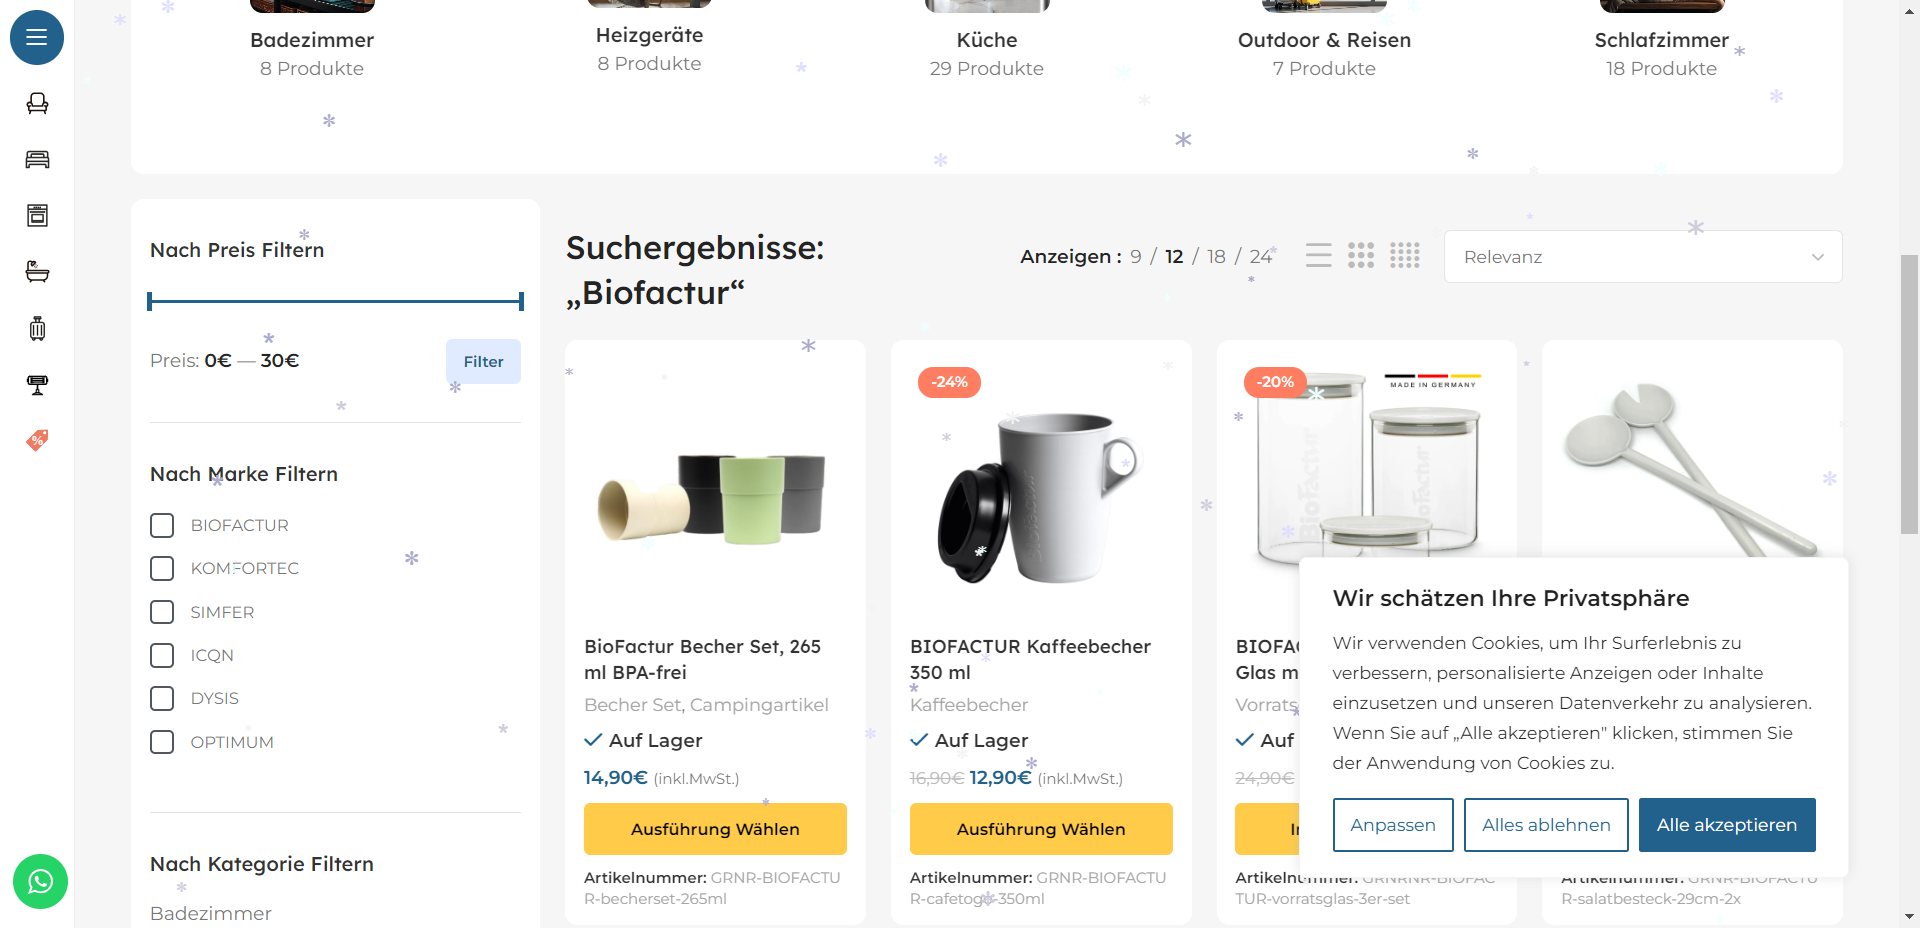 Badezimmer
8 Produkte
Heizgeräte
8 Produkte
Küche
29 Produkte
Outdoor & Reisen
7 Produkte
Schlafzimmer
18 Produkte
Nach Preis Filtern
Preis: 0€ — 30€
Filter
Nach Marke Filtern
BIOFACTUR
KOMFORTEC
SIMFER
ICQN
DYSIS
OPTIMUM
Nach Kategorie Filtern
Badezimmer
Suchergebnisse:
„Biofactur“
Anzeigen : 9 / 12 / 18 / 24
Relevanz
BioFactur Becher Set, 265
ml BPA-frei
Becher Set, Campingartikel
Auf Lager
14,90€ (inkl.MwSt.)
Ausführung Wählen
Artikelnummer: GRNR-BIOFACTU
R-becherset-265ml
-24%
BIOFACTUR Kaffeebecher
350 ml
Kaffeebecher
Auf Lager
16,90€ 12,90€ (inkl.MwSt.)
Ausführung Wählen
Artikelnummer: GRNR-BIOFACTU
R-cafetogo-350ml
-20%
MADE IN GERMANY
BioFactur
BioFactur
BIOFA
Glas m
Vorrats
Auf
24,90€
Artikelnummer: GRNRNR-BIOFAC
TUR-vorratsglas-3er-set
Artikelnummer: GRNR-BIOFACTU
R-salatbesteck-29cm-2x
Wir schätzen Ihre Privatsphäre
Wir verwenden Cookies, um Ihr Surferlebnis zu
verbessern, personalisierte Anzeigen oder Inhalte
einzusetzen und unseren Datenverkehr zu analysieren.
Wenn Sie auf „Alle akzeptieren" klicken, stimmen Sie
der Anwendung von Cookies zu.
Anpassen
Alles ablehnen
Alle akzeptieren